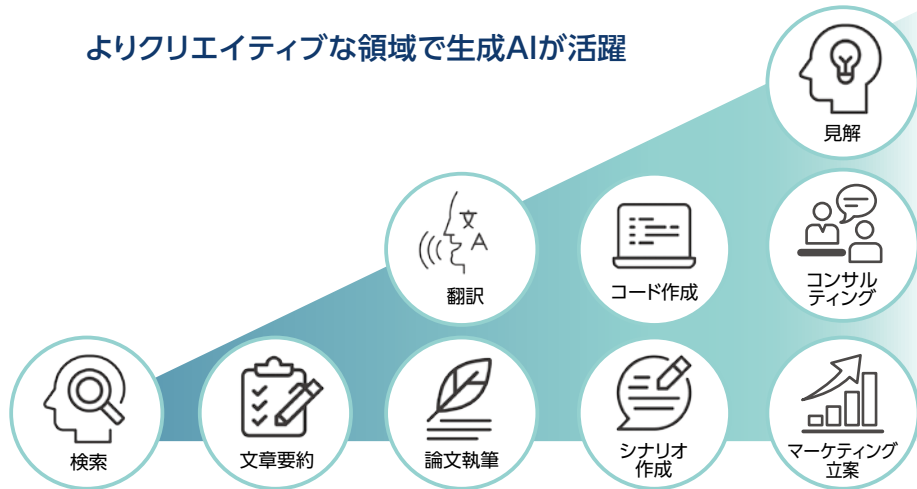 よりクリエイティブな領域で生成AIが活躍
見解
文
A
翻訳
コード作成
コンサル
ティング
検索
文章要約
論文執筆
シナリオ
作成
マーケティング
立案